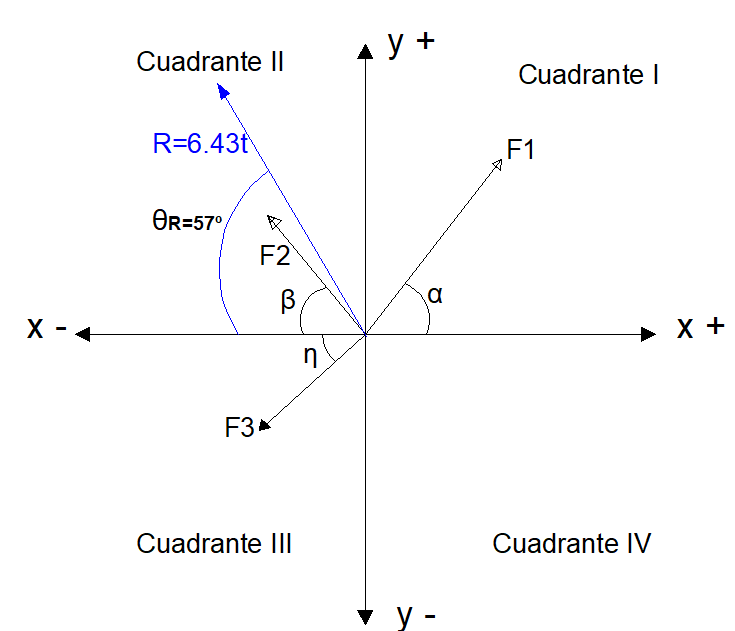 y +
Cuadrante II
Cuadrante I
R=6.43t
F1
θR=57º
F2
β
α
x -
x +
η
F3
Cuadrante III
Cuadrante IV
y -